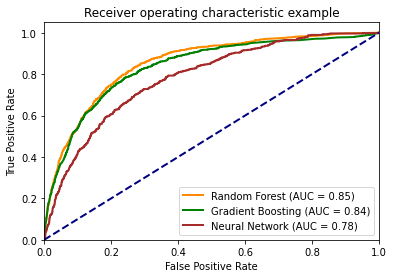 Receiver operating characteristic example
True Positive Rate
1.0
0.8
0.6
0.4
0.2
0.0
Random Forest (AUC = 0.85)
Gradient Boosting (AUC = 0.84)
Neural Network (AUC = 0.78)
0.0 0.2 0.4 0.6 0.8 1.0
False Positive Rate